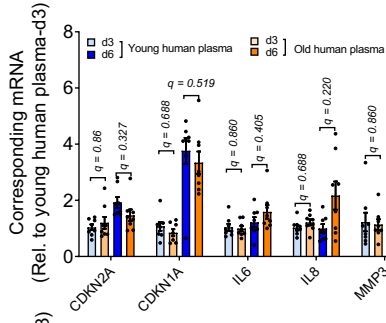 Corresponding mRNA
(Rel. to young human plasma-d3)
8
6
4
2
0
d3
d6
Young human plasma
d3
d6
Old human plasma
q = 0.86
q = 0.327
q = 0.688
q = 0.519
q = 0.860
q = 0.405
q = 0.688
q = 0.220
q = 0.860
CDKN2A
CDKN1A
IL6
IL8
MMP3